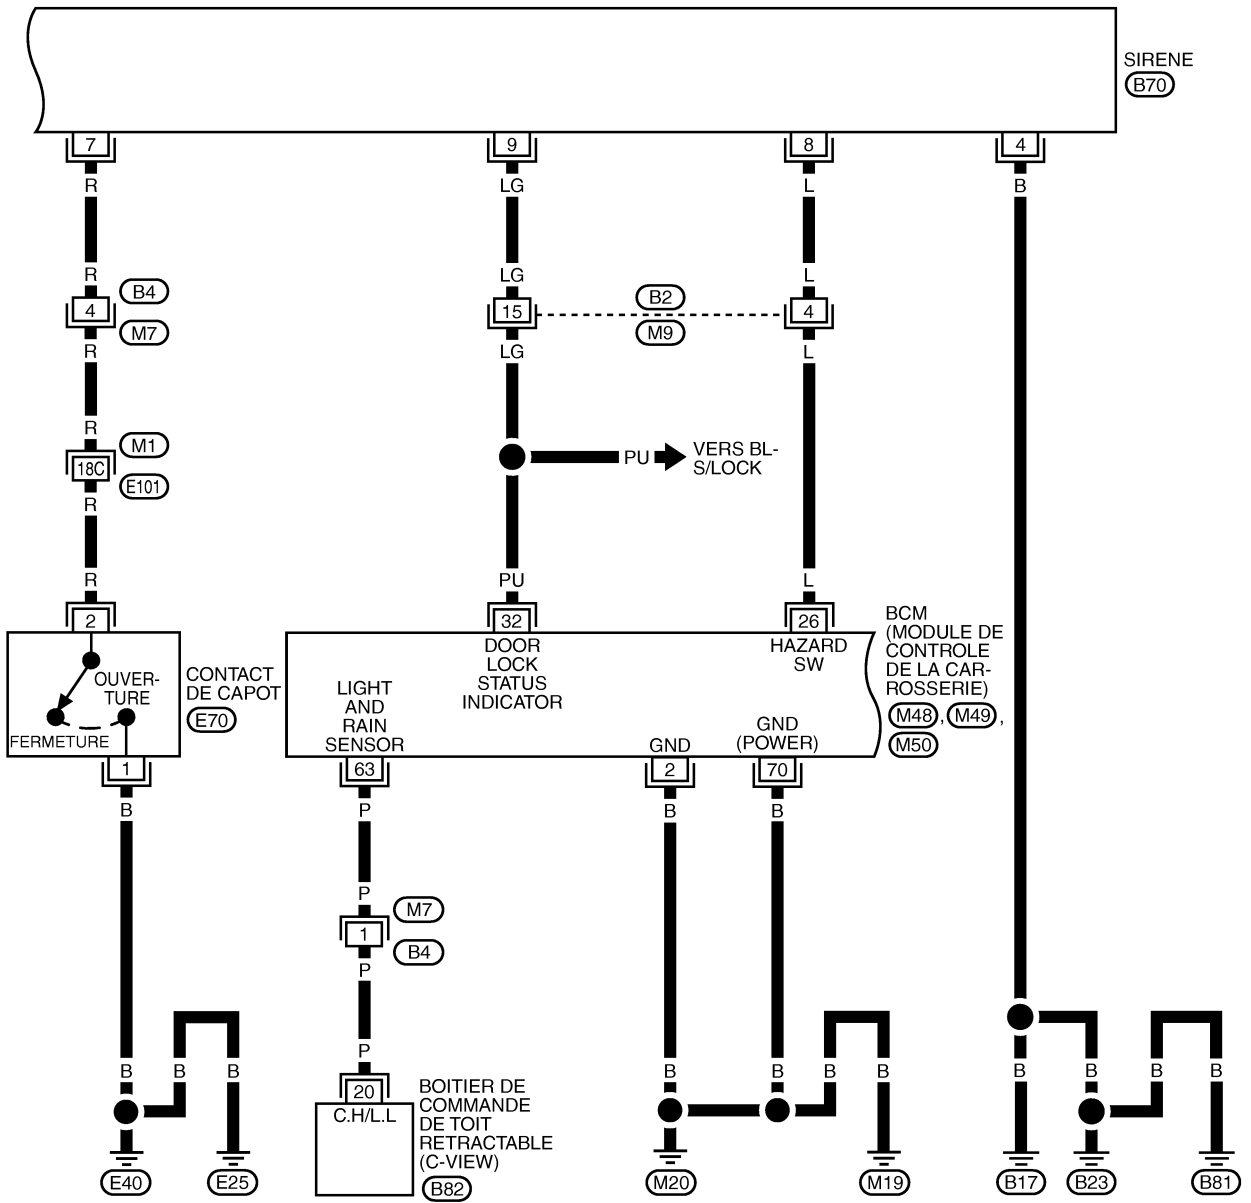 SIRENE
B70
7
9
8
4
R
LG
L
B
R
LG
L
4
B4
M7
15
B2
M9
4
R
LG
L
R
M1
18C
E101
PU
VERS BL-
S/LOCK
R
R
PU
L
2
32
26
OUVER-
TURE
FERMETURE
CONTACT
DE CAPOT
E70
DOOR
LOCK
STATUS
INDICATOR
HAZARD
SW
LIGHT
AND
RAIN
SENSOR
GND
GND
(POWER)
BCM
(MODULE DE
CONTROLE
DE LA CAR-
ROSSERIE)
M48, M49,
M50
1
63
2
70
B
P
B
B
P
M7
1
B4
P
P
20
C.H/L.L
BOITIER DE
COMMANDE
DE TOIT
RETRACTABLE
(C-VIEW)
B82
B
B
B
B
B
B
B
B
B
B
B
E40
E25
M20
M19
B17
B23
B81